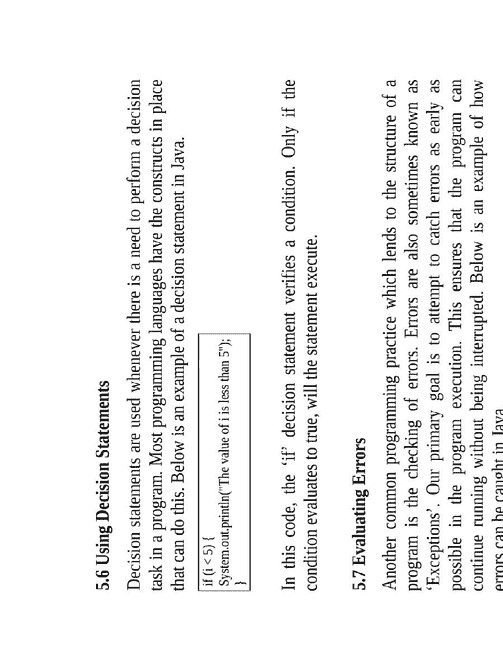 5.6 Using Decision Statements
Decision statements are used whenever there is a need to perform a decision
task in a program. Most programming languages have the constructs in place
that can do this. Below is an example of a decision statement in Java.
if (i < 5) {
System.out.println("The value of i is less than 5");
}
In this code, the ‘if’ decision statement verifies a condition. Only if the
condition evaluates to true, will the statement execute.
5.7 Evaluating Errors
Another common programming practice which lends to the structure of a
program is the checking of errors. Errors are also sometimes known as
‘Exceptions’. Our primary goal is to attempt to catch errors as early as
possible in the program execution. This ensures that the program can
continue running without being interrupted. Below is an example of how
errors can be caught in Java